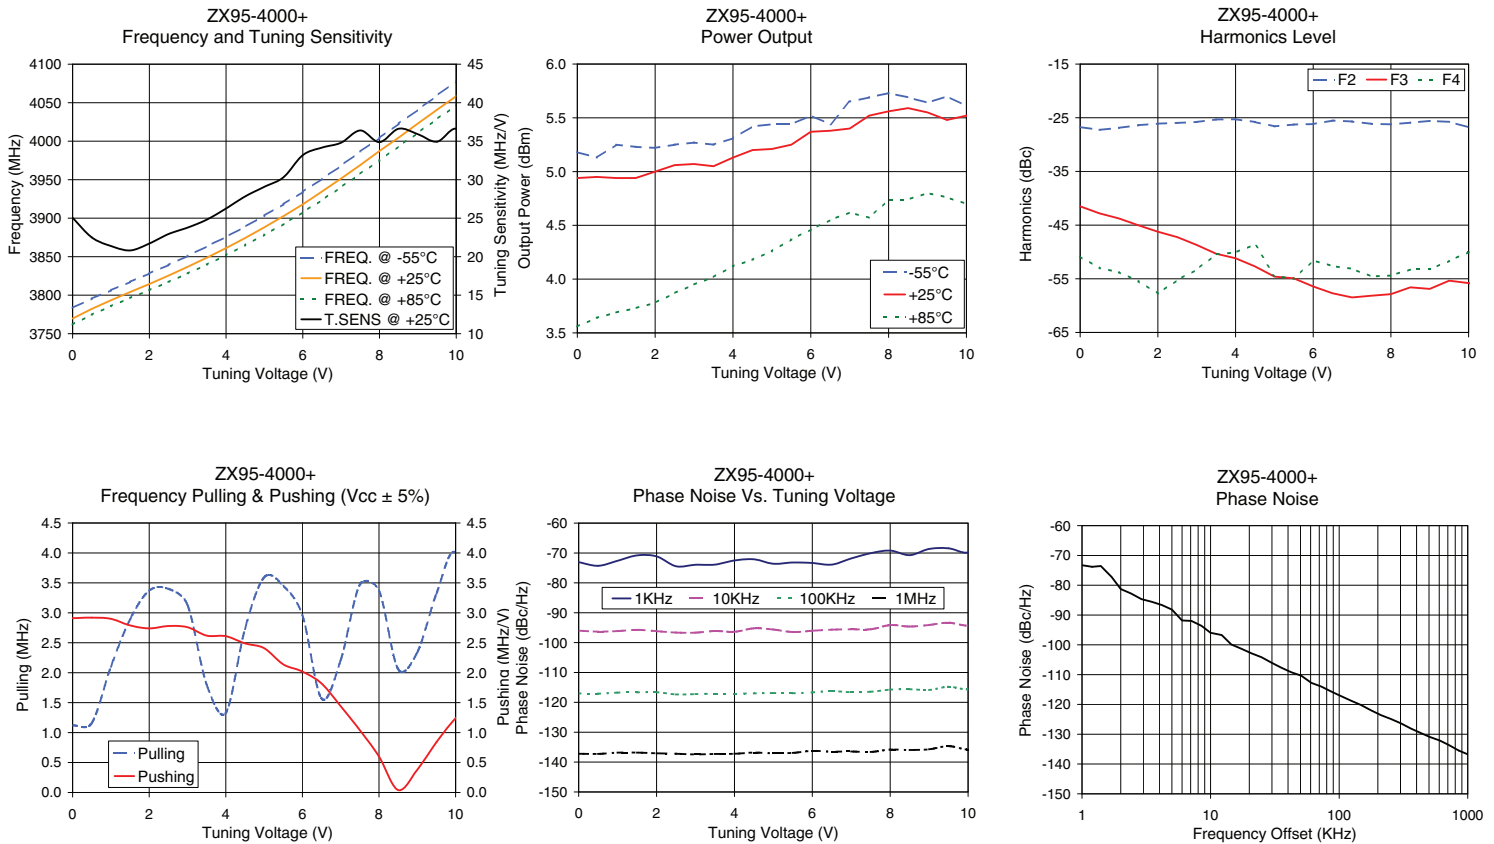 ZX95-4000+
Frequency and Tuning Sensitivity
4100
4050
4000
3950
3900
3850
3800
3750
45
40
35
30
25
20
15
10
0 2 4 6 8 10
Frequency (MHz)
Tuning Sensitivity (MHz/V)
Tuning Voltage (V)
FREQ. @ -55°C
FREQ. @ +25°C
FREQ. @ +85°C
T.SENS @ +25°C
ZX95-4000+
Power Output
6.0
5.5
5.0
4.5
4.0
3.5
0 2 4 6 8 10
Output Power (dBm)
Tuning Voltage (V)
-55°C
+25°C
+85°C
ZX95-4000+
Harmonics Level
-15
-25
-35
-45
-55
-65
0 2 4 6 8 10
Harmonics (dBc)
Tuning Voltage (V)
F2 F3 F4
ZX95-4000+
Frequency Pulling & Pushing (Vcc ± 5%)
4.5
4.0
3.5
3.0
2.5
2.0
1.5
1.0
0.5
0.0
4.5
4.0
3.5
3.0
2.5
2.0
1.5
1.0
0.5
0.0
0 2 4 6 8 10
Pulling (MHz)
Pushing (MHz/V)
Tuning Voltage (V)
Pulling
Pushing
ZX95-4000+
Phase Noise Vs. Tuning Voltage
-60
-70
-80
-90
-100
-110
-120
-130
-140
-150
0 2 4 6 8 10
Phase Noise (dBc/Hz)
Tuning Voltage (V)
1KHz 10KHz 100KHz 1MHz
ZX95-4000+
Phase Noise
-60
-70
-80
-90
-100
-110
-120
-130
-140
-150
1 10 100 1000
Phase Noise (dBc/Hz)
Frequency Offset (KHz)